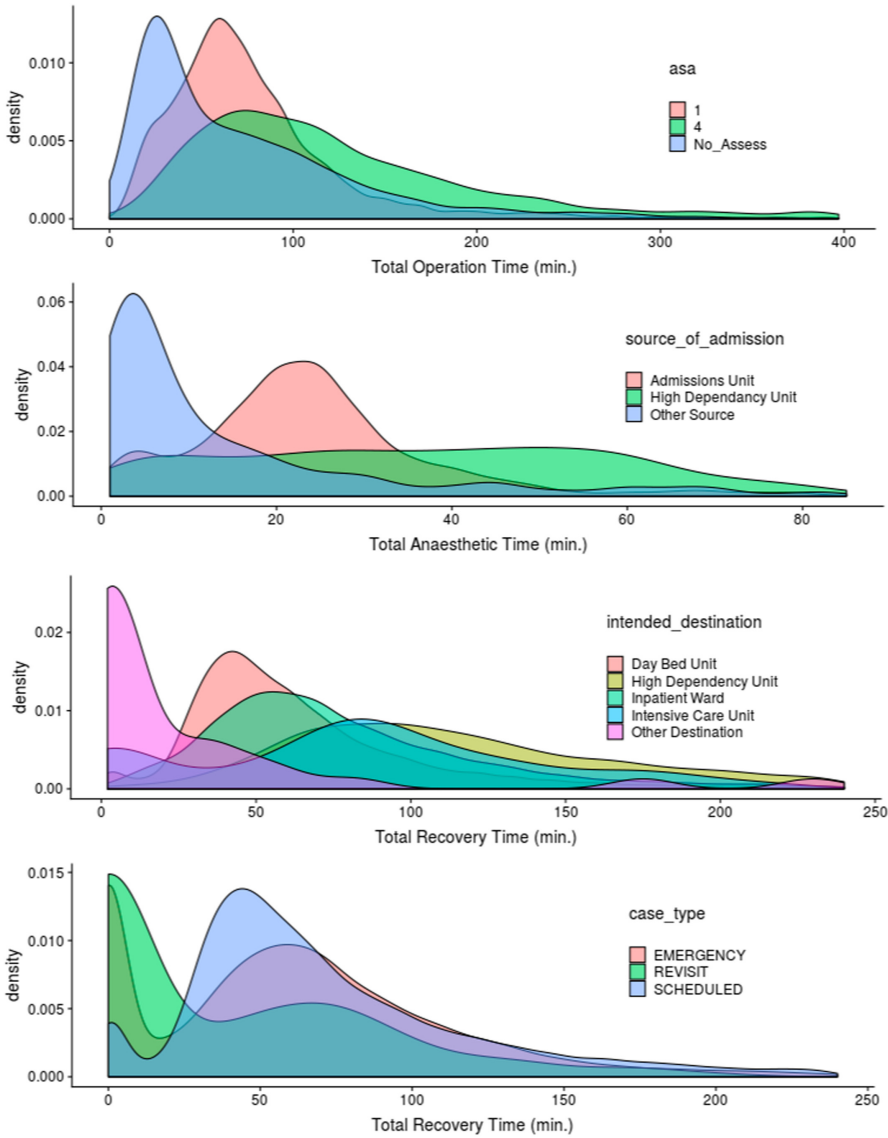 density
0.010
0.005
0.000
0
100
200
300
400
Total Operation Time (min.)
asa
1
4
No_Assess
density
0.06
0.04
0.02
0.00
0
20
40
60
80
Total Anaesthetic Time (min.)
source_of_admission
Admissions Unit
High Dependancy Unit
Other Source
density
0.02
0.01
0.00
0
50
100
150
200
250
Total Recovery Time (min.)
intended_destination
Day Bed Unit
High Dependency Unit
Inpatient Ward
Intensive Care Unit
Other Destination
density
0.015
0.010
0.005
0.000
0
50
100
150
200
250
Total Recovery Time (min.)
case_type
EMERGENCY
REVISIT
SCHEDULED